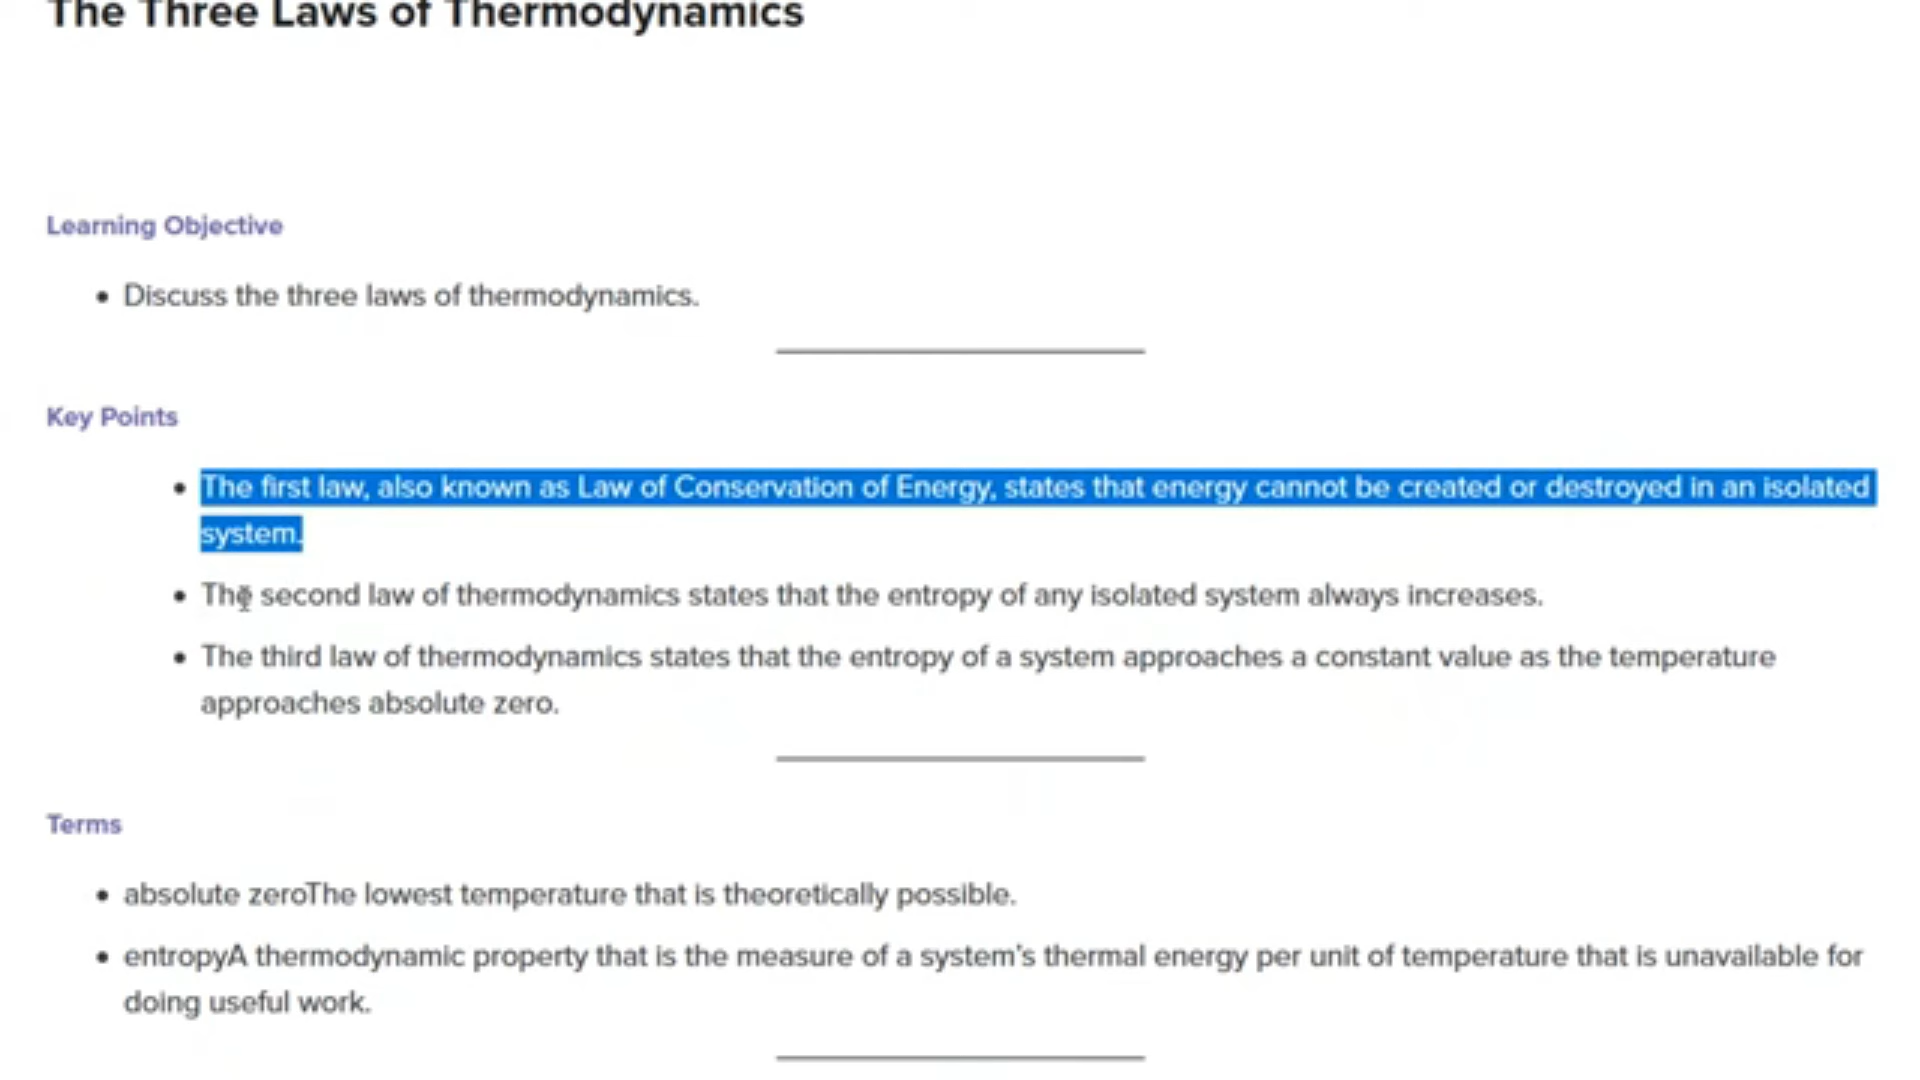 The Three Laws of Thermodynamics
Learning Objective
• Discuss the three laws of thermodynamics.
Key Points
• The first law, also known as Law of Conservation of Energy, states that energy cannot be created or destroyed in an isolated
system.
• The second law of thermodynamics states that the entropy of any isolated system always increases.
• The third law of thermodynamics states that the entropy of a system approaches a constant value as the temperature
approaches absolute zero.
Terms
• absolute zeroThe lowest temperature that is theoretically possible.
• entropyA thermodynamic property that is the measure of a system's thermal energy per unit of temperature that is unavailable for
doing useful work.